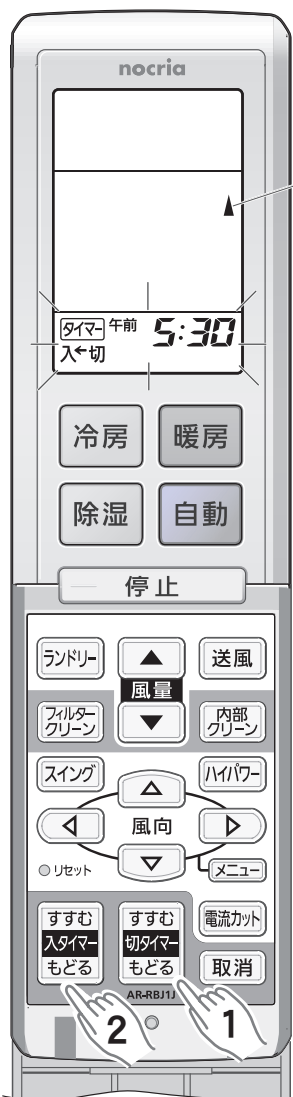 nocria
タイマー 午前 5:30
入←切
冷房 暖房
除湿 自動
停止
ランドリー ▲ 送風
風量
フィルター
クリーン ▼ 内部
クリーン
スイング △ ハイパワー
◁ 風向 ▷
リセット ▽ メニュー
すすむ すすむ 電流カット
入タイマー 切タイマー
もどる もどる 取消
AR-RBJ1J
2 1